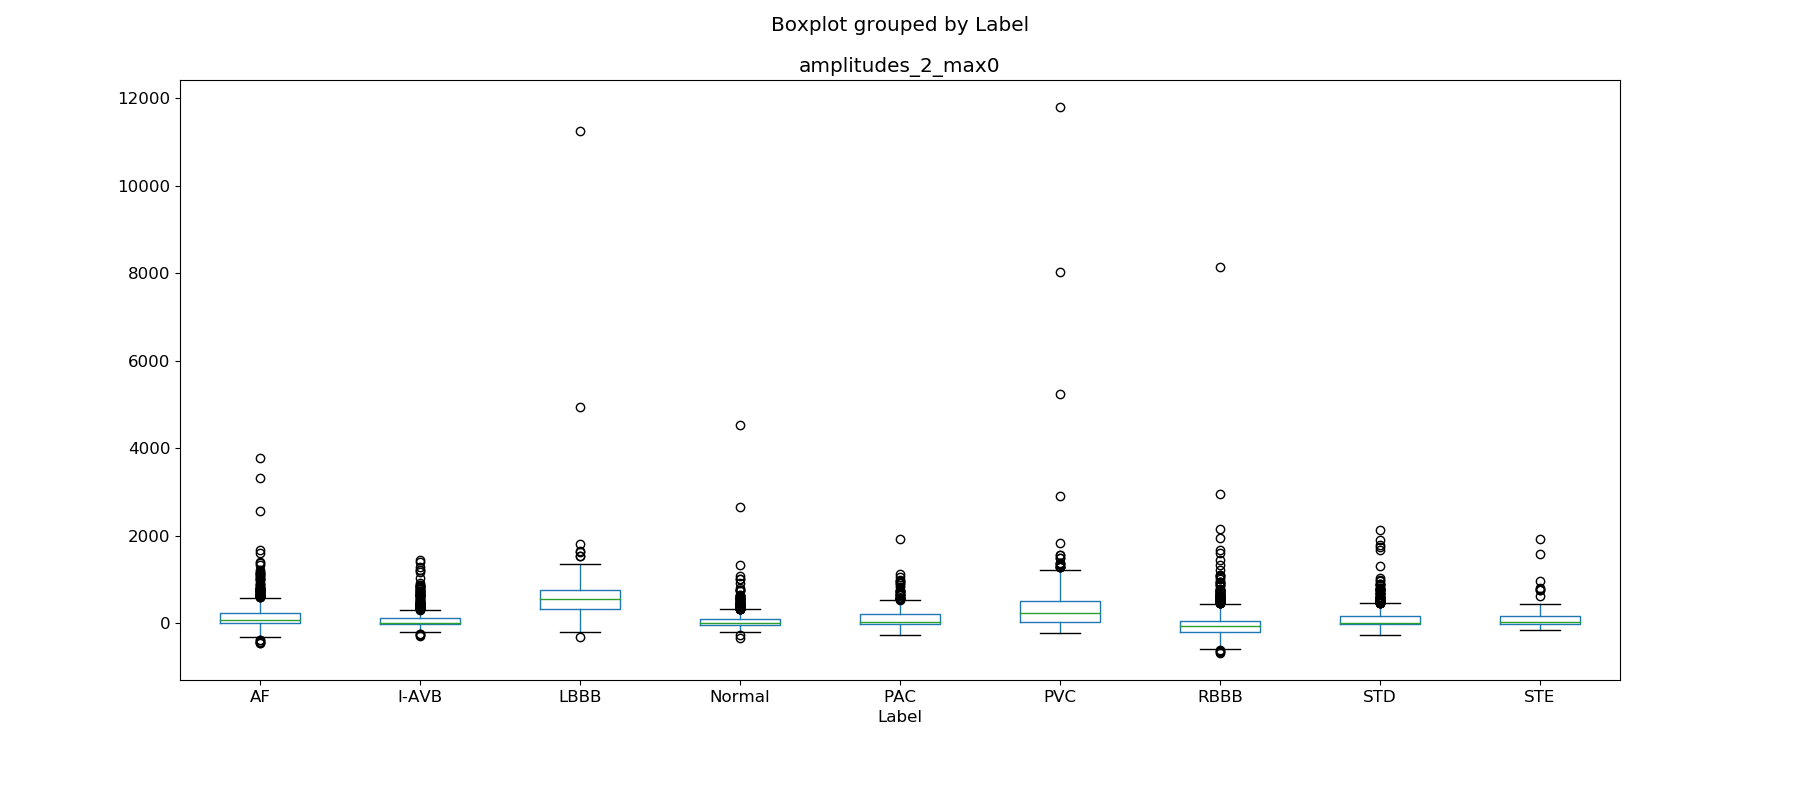 Boxplot grouped by Label
amplitudes_2_max0
12000
10000
8000
6000
4000
2000
0
AF I-AVB LBBB Normal PAC PVC RBBB STD STE
Label